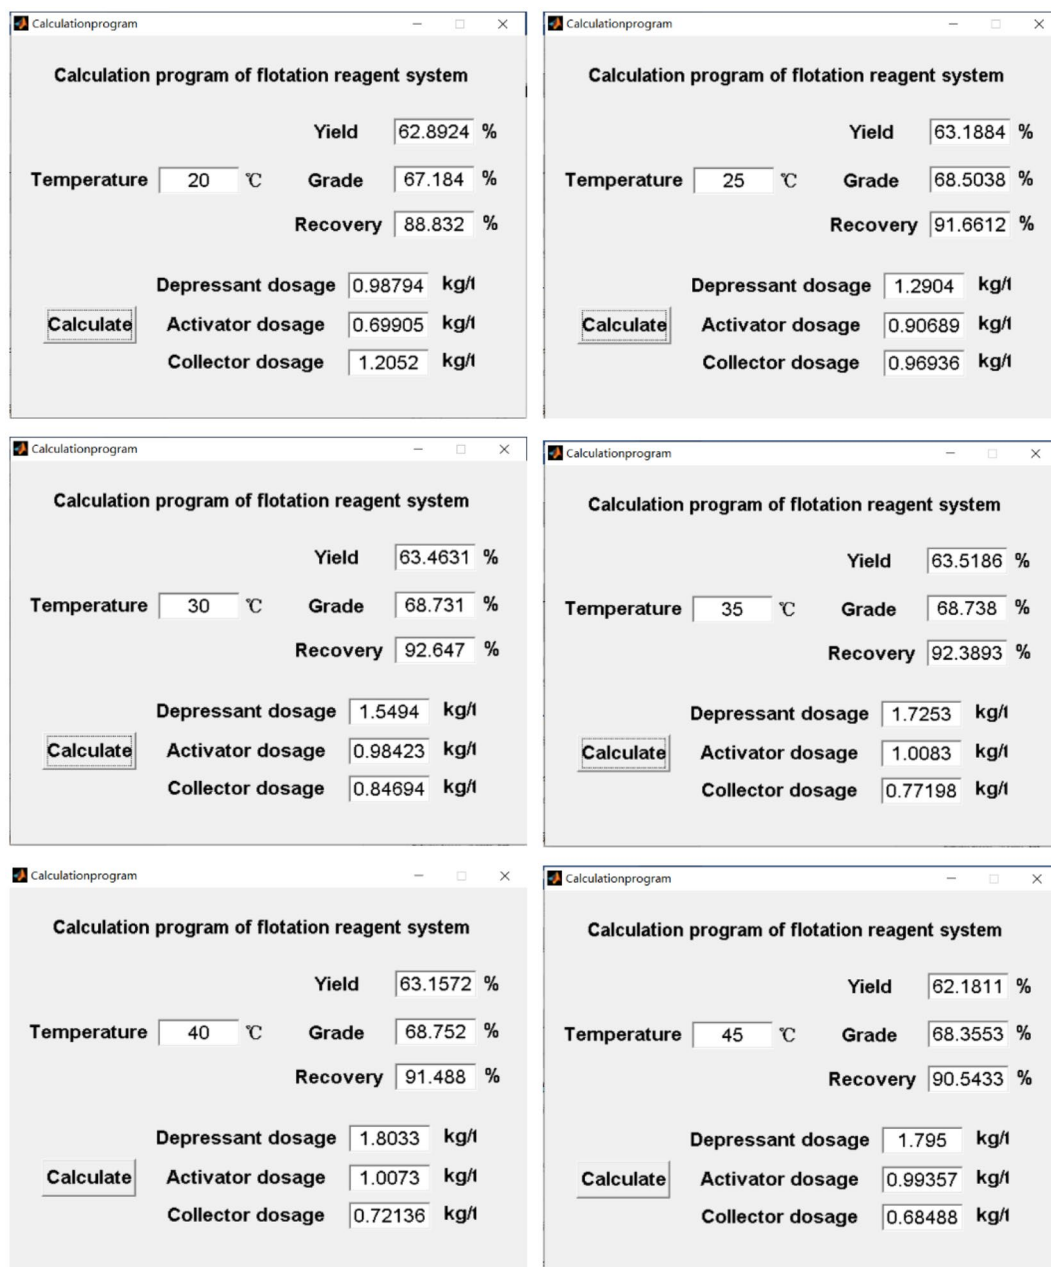 Calculationprogram
Calculation program of flotation reagent system
Yield 62.8924 %
Temperature 20 ℃ Grade 67.184 %
Recovery 88.832 %
Depressant dosage 0.98794 kg/t
Calculate Activator dosage 0.69905 kg/t
Collector dosage 1.2052 kg/t
Calculationprogram
Calculation program of flotation reagent system
Yield 63.1884 %
Temperature 25 ℃ Grade 68.5038 %
Recovery 91.6612 %
Depressant dosage 1.2904 kg/t
Calculate Activator dosage 0.90689 kg/t
Collector dosage 0.96936 kg/t
Calculationprogram
Calculation program of flotation reagent system
Yield 63.4631 %
Temperature 30 ℃ Grade 68.731 %
Recovery 92.647 %
Depressant dosage 1.5494 kg/t
Calculate Activator dosage 0.98423 kg/t
Collector dosage 0.84694 kg/t
Calculationprogram
Calculation program of flotation reagent system
Yield 63.5186 %
Temperature 35 ℃ Grade 68.738 %
Recovery 92.3893 %
Depressant dosage 1.7253 kg/t
Calculate Activator dosage 1.0083 kg/t
Collector dosage 0.77198 kg/t
Calculationprogram
Calculation program of flotation reagent system
Yield 63.1572 %
Temperature 40 ℃ Grade 68.752 %
Recovery 91.488 %
Depressant dosage 1.8033 kg/t
Calculate Activator dosage 1.0073 kg/t
Collector dosage 0.72136 kg/t
Calculationprogram
Calculation program of flotation reagent system
Yield 62.1811 %
Temperature 45 ℃ Grade 68.3553 %
Recovery 90.5433 %
Depressant dosage 1.795 kg/t
Calculate Activator dosage 0.99357 kg/t
Collector dosage 0.68488 kg/t